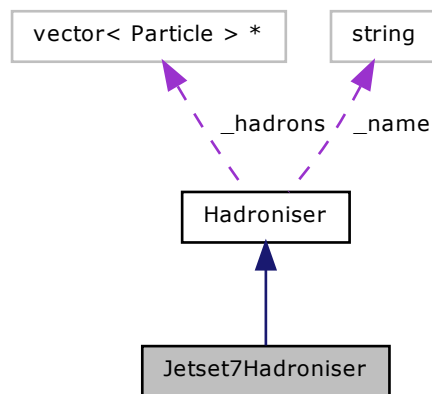 vector< Particle > *
string
_hadrons
_name
Hadroniser
Jetset7Hadroniser